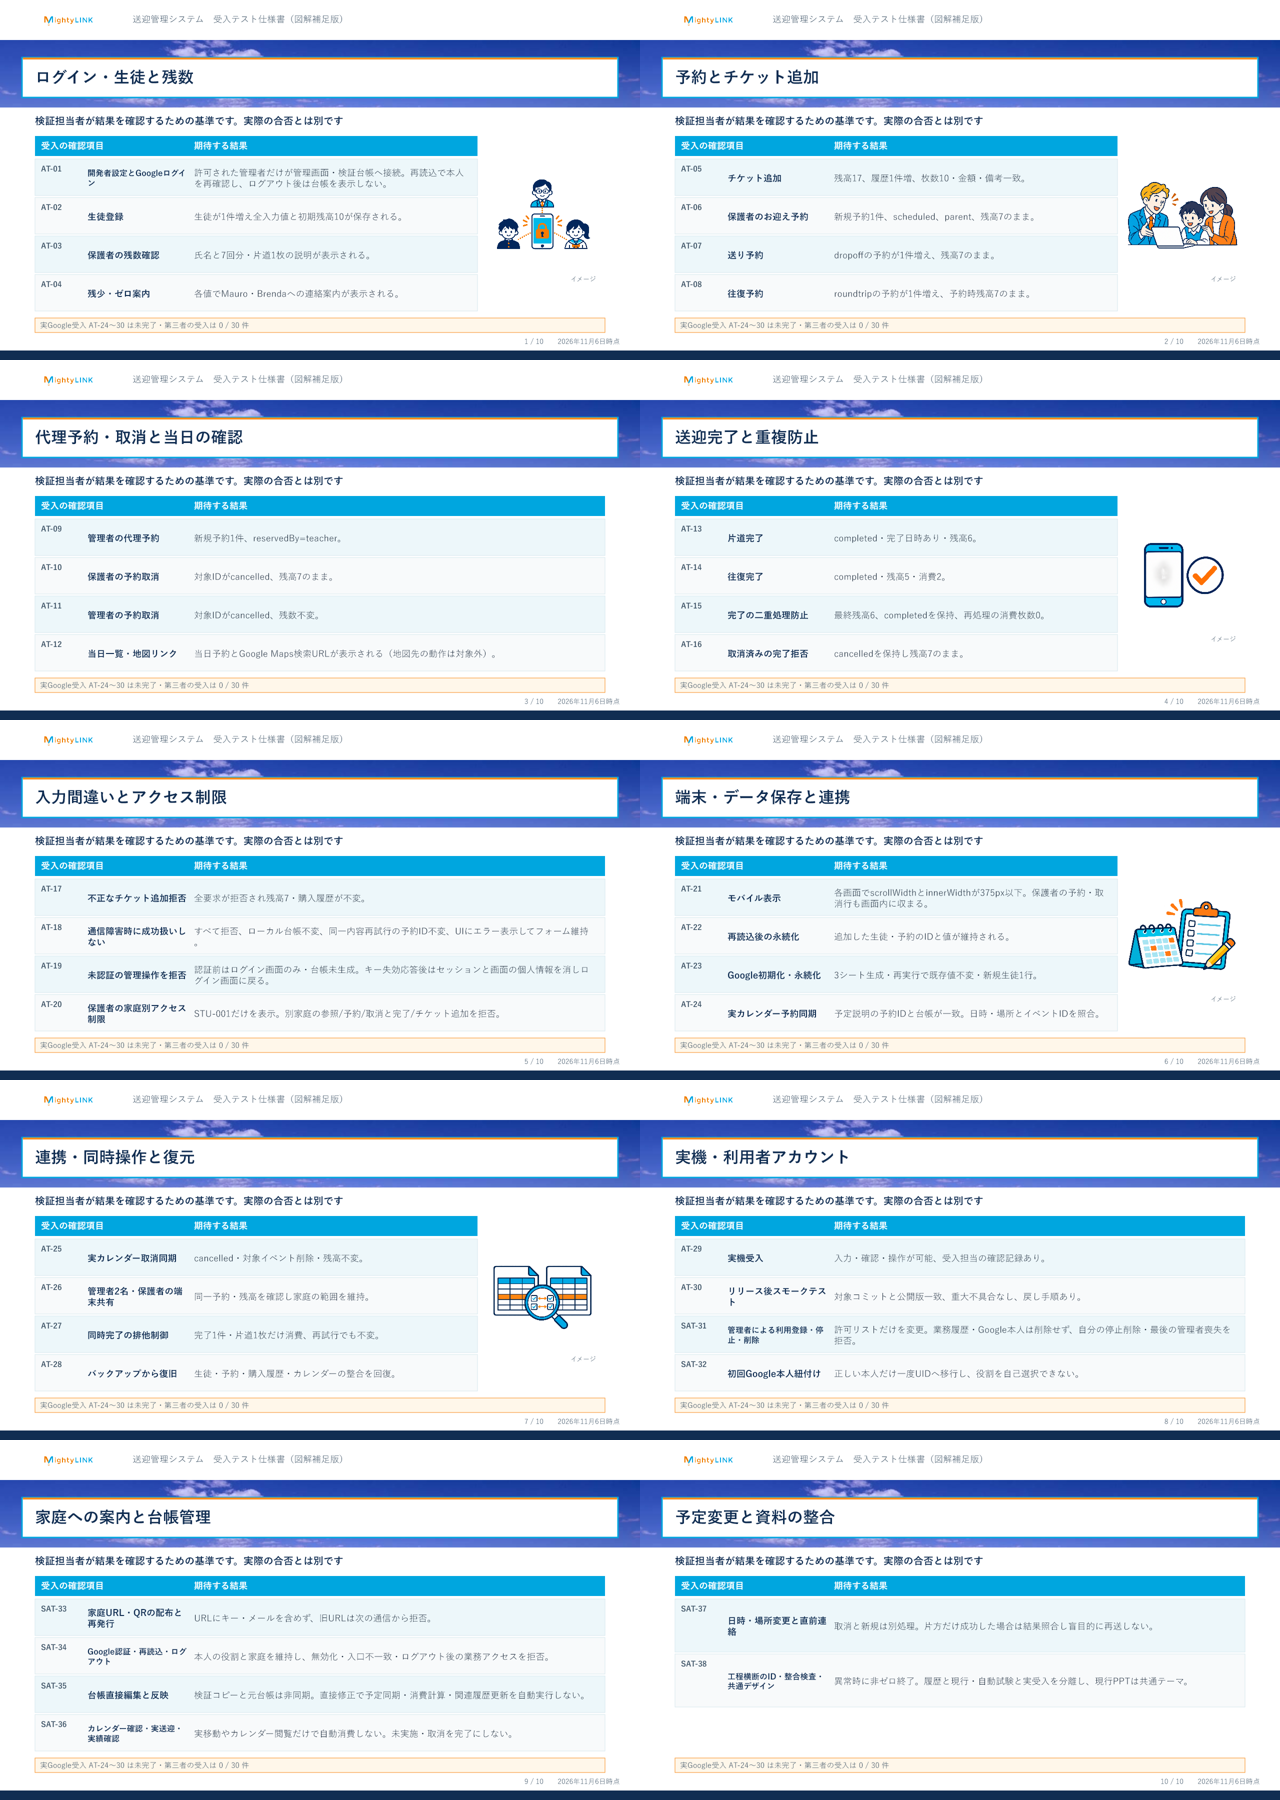 MightyLINK 送迎管理システム 受入テスト仕様書（図解補足版）
ログイン・生徒と残数
検証担当者が結果を確認するための基準です。実際の合否とは別です
受入の確認項目 期待する結果
AT-01 開発者設定とGoogleログイン 許可された管理者だけが管理画面・検証台帳へ接続。再読込で本人
を再確認し、ログアウト後は台帳を表示しない。
AT-02 生徒登録 生徒が1件増え全入力値と初期残高10が保存される。
AT-03 保護者の残数確認 氏名と7回分・片道1枚の説明が表示される。
AT-04 残少・ゼロ案内 各値でMauro・Brendaへの連絡案内が表示される。
イメージ
実Google受入 AT-24〜30 は未完了・第三者の受入は 0 / 30 件
1 / 10 2026年11月6日時点
MightyLINK 送迎管理システム 受入テスト仕様書（図解補足版）
予約とチケット追加
検証担当者が結果を確認するための基準です。実際の合否とは別です
受入の確認項目 期待する結果
AT-05 チケット追加 残高17、履歴1件増、枚数10・金額・備考一致。
AT-06 保護者のお迎え予約 新規予約1件、scheduled、parent、残高7のまま。
AT-07 送り予約 dropoffの予約が1件増え、残高7のまま。
AT-08 往復予約 roundtripの予約が1件増え、予約時残高7のまま。
イメージ
実Google受入 AT-24〜30 は未完了・第三者の受入は 0 / 30 件
2 / 10 2026年11月6日時点
MightyLINK 送迎管理システム 受入テスト仕様書（図解補足版）
代理予約・取消と当日の確認
検証担当者が結果を確認するための基準です。実際の合否とは別です
受入の確認項目 期待する結果
AT-09 管理者の代理予約 新規予約1件、reservedBy=teacher。
AT-10 保護者の予約取消 対象IDがcancelled、残高7のまま。
AT-11 管理者の予約取消 対象IDがcancelled、残数不変。
AT-12 当日一覧・地図リンク 当日予約とGoogle Maps検索URLが表示される（地図先の動作は対象外）。
実Google受入 AT-24〜30 は未完了・第三者の受入は 0 / 30 件
3 / 10 2026年11月6日時点
MightyLINK 送迎管理システム 受入テスト仕様書（図解補足版）
送迎完了と重複防止
検証担当者が結果を確認するための基準です。実際の合否とは別です
受入の確認項目 期待する結果
AT-13 片道完了 completed・完了日時あり・残高6。
AT-14 往復完了 completed・残高5・消費2。
AT-15 完了の二重処理防止 最終残高6、completedを保持、再処理の消費枚数0。
AT-16 取消済みの完了拒否 cancelledを保持し残高7のまま。
イメージ
実Google受入 AT-24〜30 は未完了・第三者の受入は 0 / 30 件
4 / 10 2026年11月6日時点
MightyLINK 送迎管理システム 受入テスト仕様書（図解補足版）
入力間違いとアクセス制限
検証担当者が結果を確認するための基準です。実際の合否とは別です
受入の確認項目 期待する結果
AT-17 不正なチケット追加拒否 全要求が拒否され残高7・購入履歴が不変。
AT-18 通信障害時に成功扱いしない すべて拒否、ローカル台帳不変、同一内容再試行の予約ID不変、UIにエラー表示してフォーム維持
。
AT-19 未認証の管理操作を拒否 認証前はログイン画面のみ・台帳未生成。キー失効応答後はセッションと画面の個人情報を消しロ
グイン画面に戻る。
AT-20 保護者の家庭別アクセス制限 STU-001だけを表示。別家庭の参照/予約/取消と完了/チケット追加を拒否。
実Google受入 AT-24〜30 は未完了・第三者の受入は 0 / 30 件
5 / 10 2026年11月6日時点
MightyLINK 送迎管理システム 受入テスト仕様書（図解補足版）
端末・データ保存と連携
検証担当者が結果を確認するための基準です。実際の合否とは別です
受入の確認項目 期待する結果
AT-21 モバイル表示 各画面でscrollWidthとinnerWidthが375px以下。保護者の予約・取
消行も画面内に収まる。
AT-22 再読込後の永続化 追加した生徒・予約のIDと値が維持される。
AT-23 Google初期化・永続化 3シート生成・再実行で既存値不変・新規生徒1行。
AT-24 実カレンダー予約同期 予定説明の予約IDと台帳が一致。日時・場所とイベントIDを照合。
イメージ
実Google受入 AT-24〜30 は未完了・第三者の受入は 0 / 30 件
6 / 10 2026年11月6日時点
MightyLINK 送迎管理システム 受入テスト仕様書（図解補足版）
連携・同時操作と復元
検証担当者が結果を確認するための基準です。実際の合否とは別です
受入の確認項目 期待する結果
AT-25 実カレンダー取消同期 cancelled・対象イベント削除・残高不変。
AT-26 管理者2名・保護者の端末共有 同一予約・残高を確認し家庭の範囲を維持。
AT-27 同時完了の排他制御 完了1件・片道1枚だけ消費、再試行でも不変。
AT-28 バックアップから復旧 生徒・予約・購入履歴・カレンダーの整合を回復。
イメージ
実Google受入 AT-24〜30 は未完了・第三者の受入は 0 / 30 件
7 / 10 2026年11月6日時点
MightyLINK 送迎管理システム 受入テスト仕様書（図解補足版）
実機・利用者アカウント
検証担当者が結果を確認するための基準です。実際の合否とは別です
受入の確認項目 期待する結果
AT-29 実機受入 入力・確認・操作が可能、受入担当の確認記録あり。
AT-30 リリース後スモークテスト 対象コミットと公開版一致、重大不具合なし、戻し手順あり。
SAT-31 管理者による利用登録・停止・削除 許可リストだけを変更。業務履歴・Google本人は削除せず、自分の停止削除・最後の管理者喪失を
拒否。
SAT-32 初回Google本人紐付け 正しい本人だけ一度UIDへ移行し、役割を自己選択できない。
実Google受入 AT-24〜30 は未完了・第三者の受入は 0 / 30 件
8 / 10 2026年11月6日時点
MightyLINK 送迎管理システム 受入テスト仕様書（図解補足版）
家庭への案内と台帳管理
検証担当者が結果を確認するための基準です。実際の合否とは別です
受入の確認項目 期待する結果
SAT-33 家庭URL・QRの配布と再発行 URLにキー・メールを含めず、旧URLは次の通信から拒否。
SAT-34 Google認証・再読込・ログアウト 本人の役割と家庭を維持し、無効化・入口不一致・ログアウト後の業務アクセスを拒否。
SAT-35 台帳直接編集と反映 検証コピーと元台帳は非同期。直接修正で予定同期・消費計算・関連履歴更新を自動実行しない。
SAT-36 カレンダー確認・実送迎・実績確認 実移動やカレンダー閲覧だけで自動消費しない。未実施・取消を完了にしない。
実Google受入 AT-24〜30 は未完了・第三者の受入は 0 / 30 件
9 / 10 2026年11月6日時点
MightyLINK 送迎管理システム 受入テスト仕様書（図解補足版）
予定変更と資料の整合
検証担当者が結果を確認するための基準です。実際の合否とは別です
受入の確認項目 期待する結果
SAT-37 日時・場所変更と直前連絡 取消と新規は別処理。片方だけ成功した場合は結果照合し盲目的に再送しない。
SAT-38 工程横断のID・整合検査・共通デザイン 異常時に非ゼロ終了。履歴と現行・自動試験と実受入を分離し、現行PPTは共通テーマ。
実Google受入 AT-24〜30 は未完了・第三者の受入は 0 / 30 件
10 / 10 2026年11月6日時点